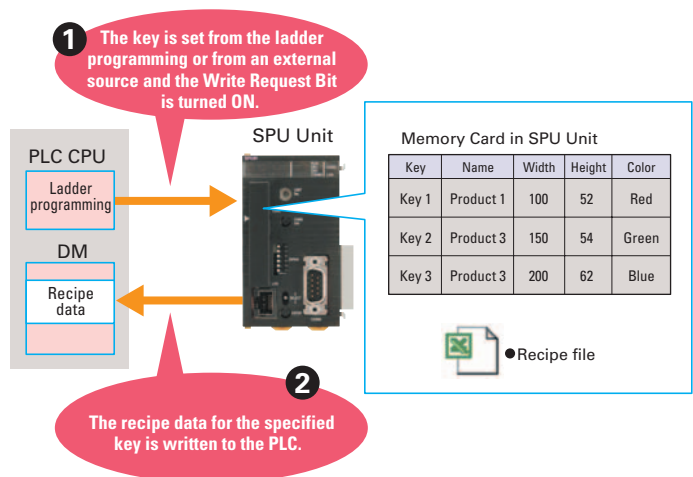 1
The key is set from the ladder
programming or from an external
source and the Write Request Bit
is turned ON.
SPU Unit
PLC CPU
Ladder
programming
DM
Recipe
data
Memory Card in SPU Unit
Key Name Width Height Color
Key 1 Product 1 100 52 Red
Key 2 Product 3 150 54 Green
Key 3 Product 3 200 62 Blue
●Recipe file
2
The recipe data for the specified
key is written to the PLC.